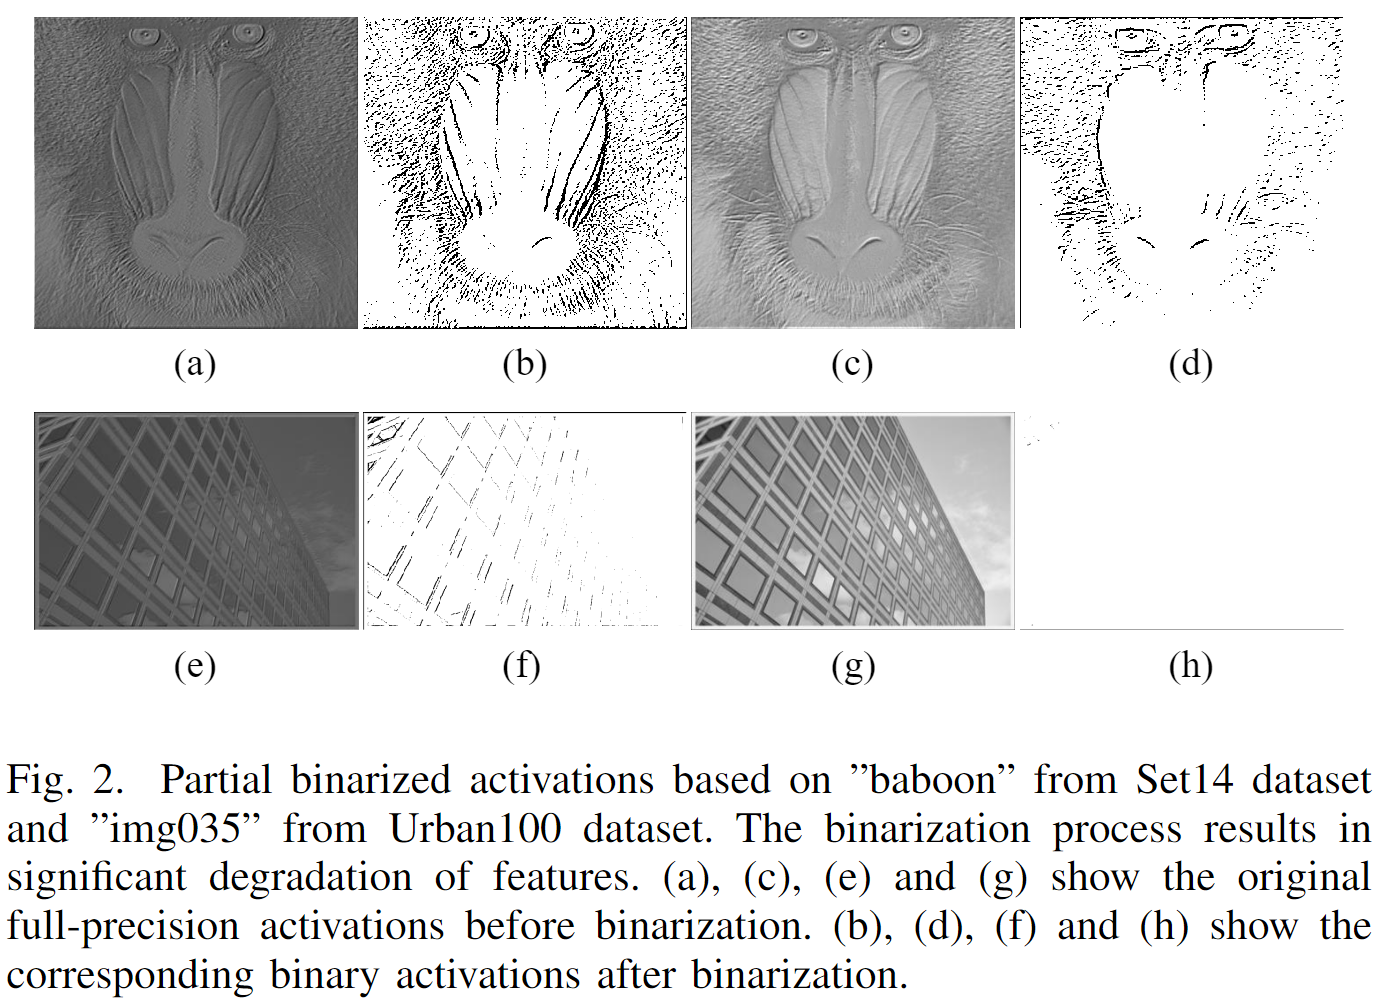 (a) (b) (c) (d)
(e) (f) (g) (h)
Fig. 2. Partial binarized activations based on ”baboon” from Set14 dataset
and ”img035” from Urban100 dataset. The binarization process results in
significant degradation of features. (a), (c), (e) and (g) show the original
full-precision activations before binarization. (b), (d), (f) and (h) show the
corresponding binary activations after binarization.